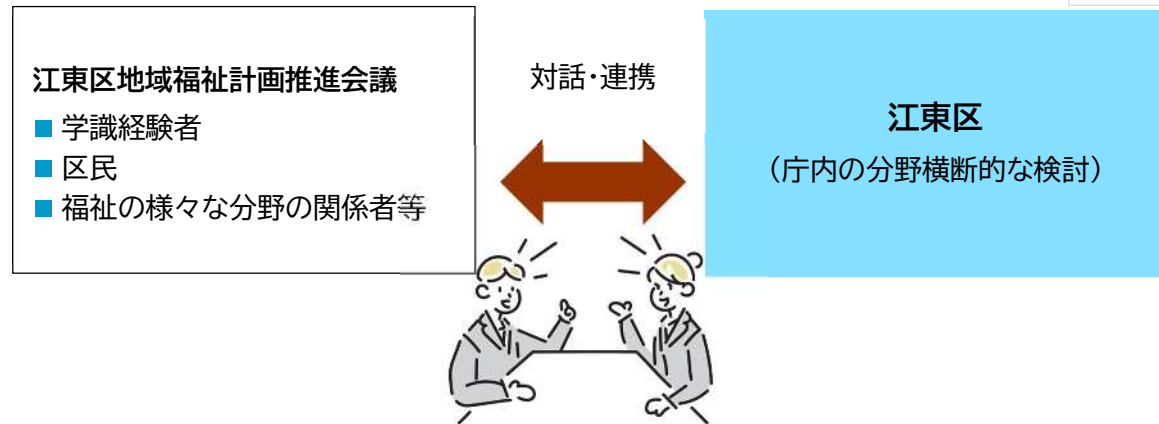 江東区地域福祉計画推進会議
■ 学識経験者
■ 区民
■ 福祉の様々な分野の関係者等
対話・連携
江東区
（庁内の分野横断的な検討）